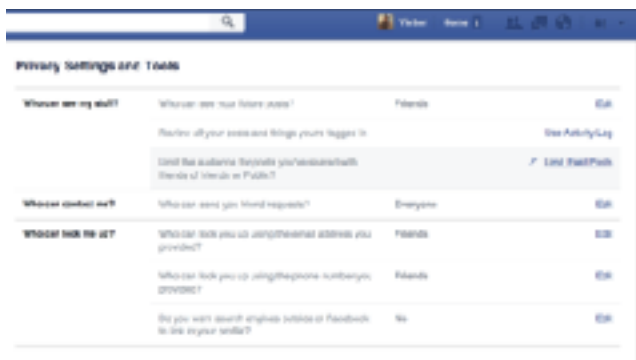 Home
Privacy Settings and Tools
Who can see my stuff?
Who can see your future posts?
Friends
Edit
Review all your posts and things you're tagged in
Use Activity Log
Limit the audience for posts you've shared with
friends of friends or Public?
Limit Past Posts
Who can contact me?
Who can send you friend requests?
Everyone
Edit
Who can look me up?
Who can look you up using the email address you
provided?
Friends
Edit
Who can look you up using the phone number you
provided?
Friends
Edit
Do you want search engines outside of Facebook
to link to your
No
Edit